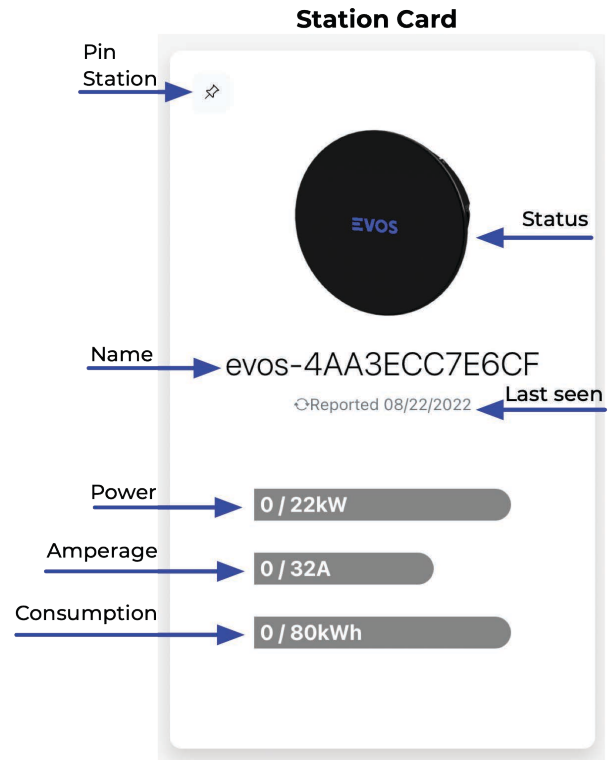 Station Card
Pin
Station
EVOS
Status
Name
evos-4AA3ECC7E6CF
Reported 08/22/2022
Last seen
Power
0 / 22kW
Amperage
0 / 32A
Consumption
0 / 80kWh